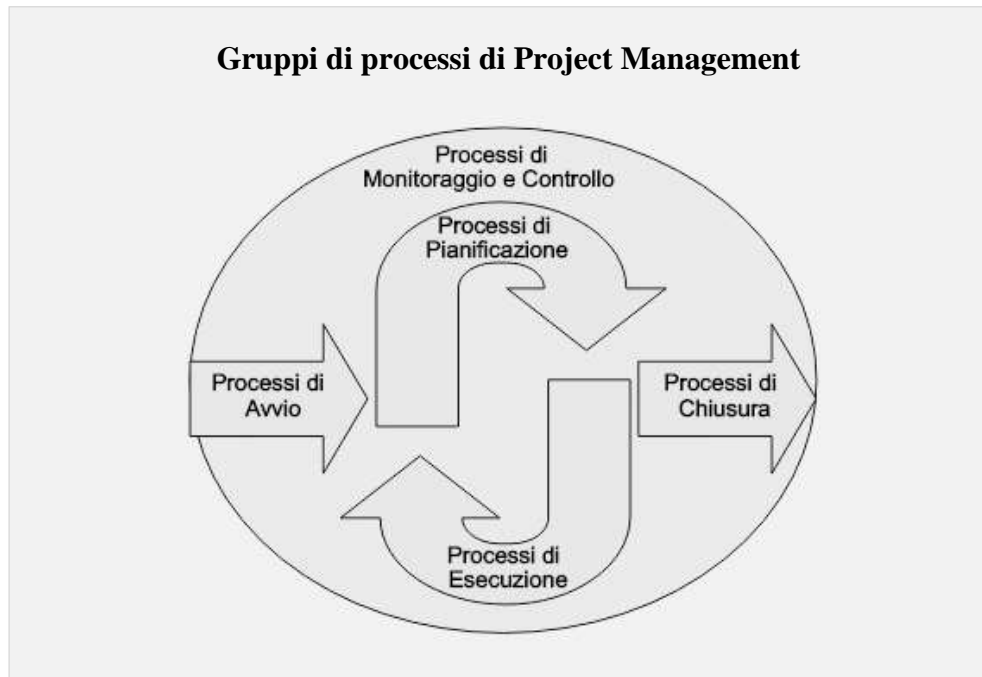 Gruppi di processi di Project Management
Processi di
Monitoraggio e Controllo
Processi di
Pianificazione
Processi di
Avvio
Processi di
Chiusura
Processi di
Esecuzione